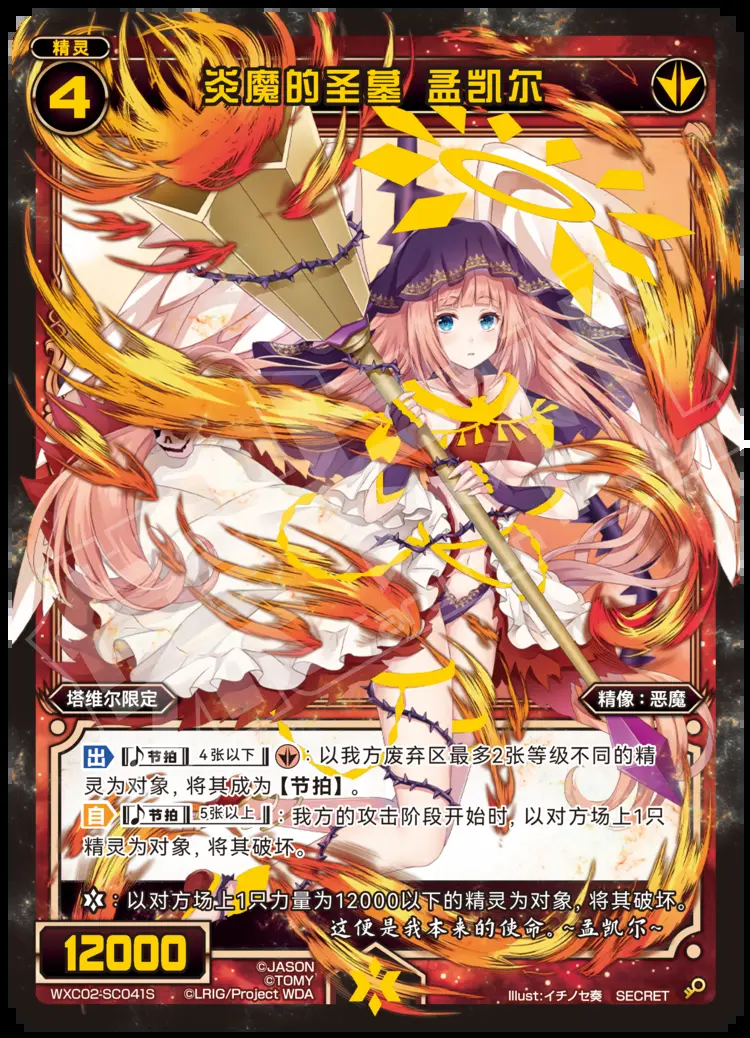 精灵
4
炎魔的圣墓 孟凯尔
塔维尔限定
精像：恶魔
出 ♪节拍 4张以下 ：以我方废弃区最多2张等级不同的精
灵为对象，将其成为【节拍】。
自 ♪节拍 5张以上 ：我方的攻击阶段开始时，以对方场上1只
精灵为对象，将其破坏。
：以对方场上1只力量为12000以下的精灵为对象，将其破坏。
这便是我本来的使命。~孟凯尔~
12000
©JASON
©TOMY
WXC02-SC041S ©LRIG/Project WDA
Illust:イチノセ奏 SECRET